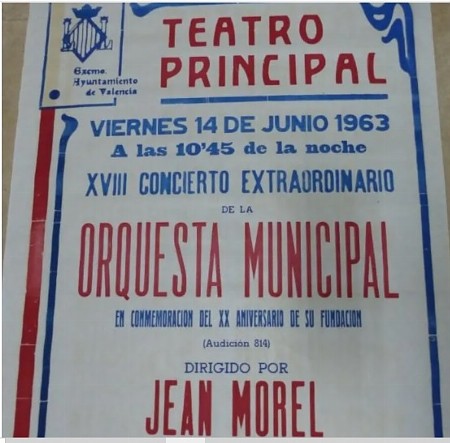 TEATRO
PRINCIPAL
Excmo.
Ayuntamiento
de Valencia
VIERNES 14 DE JUNIO 1963
A las 10'45 de la noche
XVIII CONCIERTO EXTRAORDINARIO
DE LA
ORQUESTA MUNICIPAL
EN CONMEMORACION DEL XX ANIVERSARIO DE SU FUNDACION
(Audición 814)
DIRIGIDO POR
JEAN MOREL